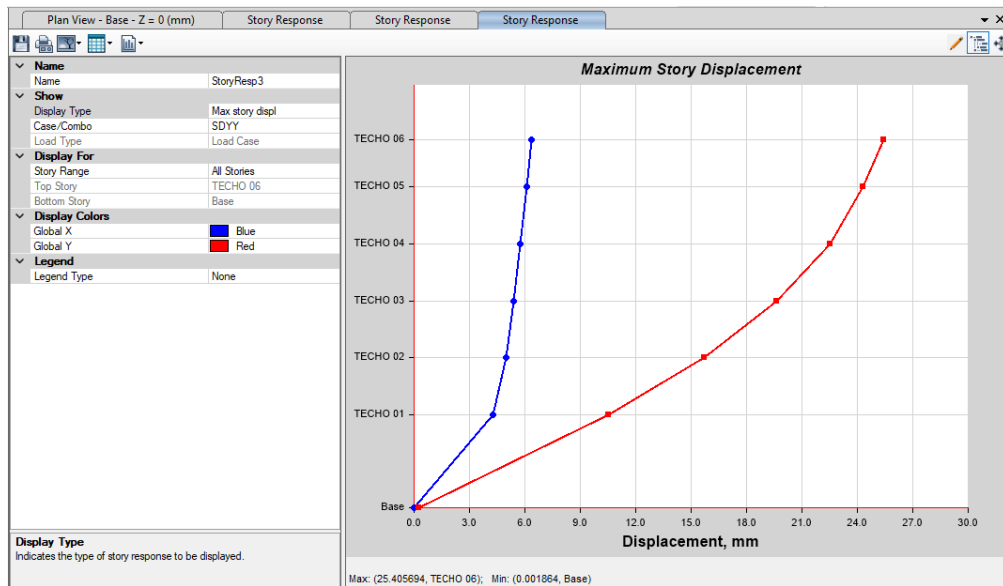 Plan View - Base - Z = 0 (mm) Story Response Story Response Story Response
Name
Name StoryResp3
Show
Display Type Max story displ
Case/Combo SDYY
Load Type Load Case
Display For
Story Range All Stories
Top Story TECHO 06
Bottom Story Base
Display Colors
Global X Blue
Global Y Red
Legend
Legend Type None
Display Type
Indicates the type of story response to be displayed.
Maximum Story Displacement
TECHO 06
TECHO 05
TECHO 04
TECHO 03
TECHO 02
TECHO 01
Base
0.0 3.0 6.0 9.0 12.0 15.0 18.0 21.0 24.0 27.0 30.0
Displacement, mm
Max: (25.405694, TECHO 06); Min: (0.001864, Base)